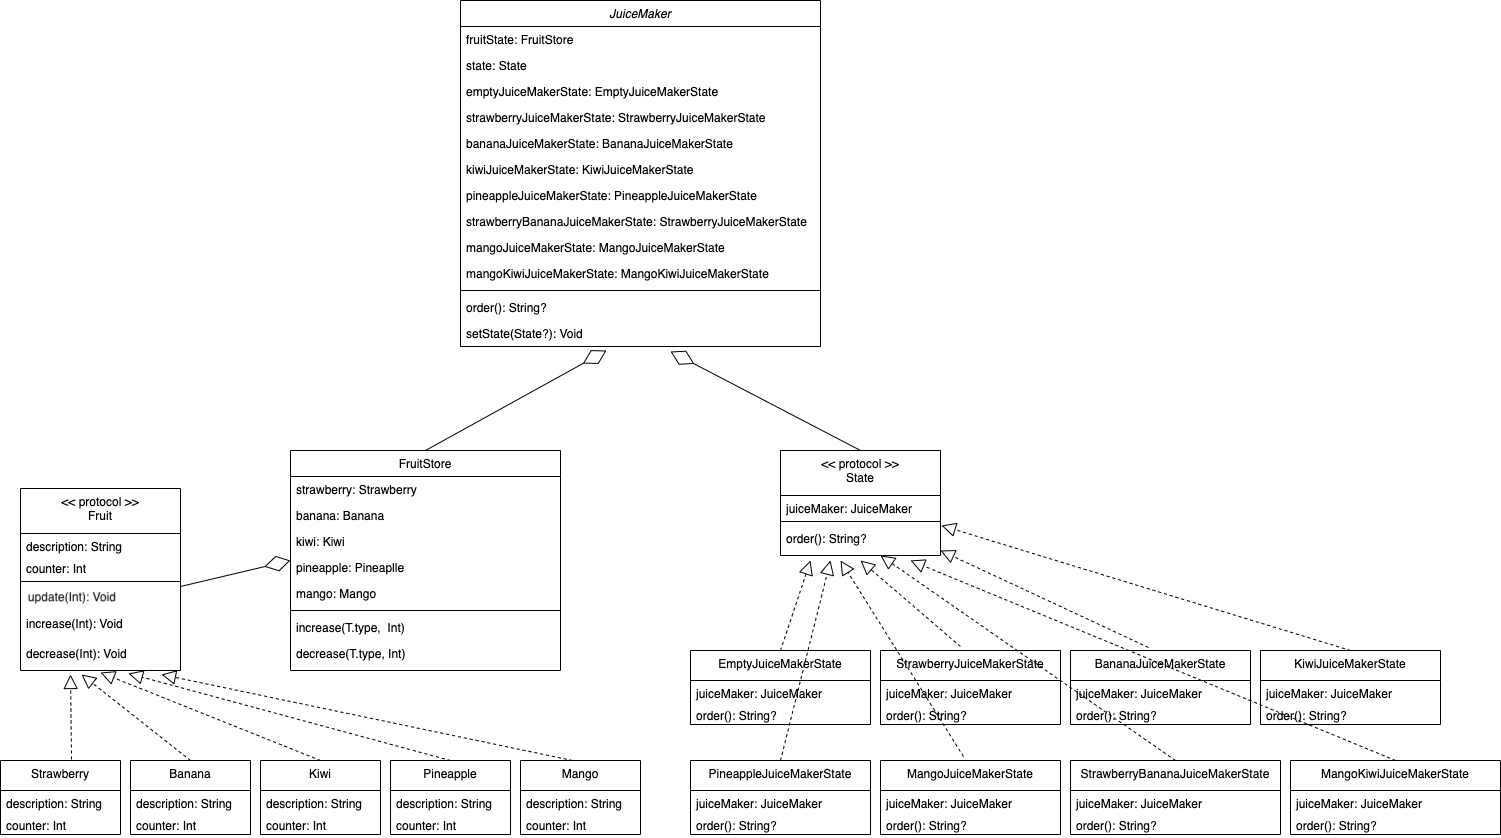 JuiceMaker
fruitState: FruitStore
state: State
emptyJuiceMakerState: EmptyJuiceMakerState
strawberryJuiceMakerState: StrawberryJuiceMakerState
bananaJuiceMakerState: BananaJuiceMakerState
kiwiJuiceMakerState: KiwiJuiceMakerState
pineappleJuiceMakerState: PineappleJuiceMakerState
strawberryBananaJuiceMakerState: StrawberryJuiceMakerState
mangoJuiceMakerState: MangoJuiceMakerState
mangoKiwiJuiceMakerState: MangoKiwiJuiceMakerState
order(): String?
setState(State?): Void
FruitStore
strawberry: Strawberry
banana: Banana
kiwi: Kiwi
pineapple: Pineaplle
mango: Mango
increase(T.type,  Int)
decrease(T.type, Int)
<< protocol >>
Fruit
description: String
counter: Int
update(Int): Void
increase(Int): Void
decrease(Int): Void
<< protocol >>
State
juiceMaker: JuiceMaker
order(): String?
EmptyJuiceMakerState
juiceMaker: JuiceMaker
order(): String?
StrawberryJuiceMakerState
juiceMaker: JuiceMaker
order(): String?
BananaJuiceMakerState
juiceMaker: JuiceMaker
order(): String?
KiwiJuiceMakerState
juiceMaker: JuiceMaker
order(): String?
Strawberry
description: String
counter: Int
Banana
description: String
counter: Int
Kiwi
description: String
counter: Int
Pineapple
description: String
counter: Int
Mango
description: String
counter: Int
PineappleJuiceMakerState
juiceMaker: JuiceMaker
order(): String?
MangoJuiceMakerState
juiceMaker: JuiceMaker
order(): String?
StrawberryBananaJuiceMakerState
juiceMaker: JuiceMaker
order(): String?
MangoKiwiJuiceMakerState
juiceMaker: JuiceMaker
order(): String?